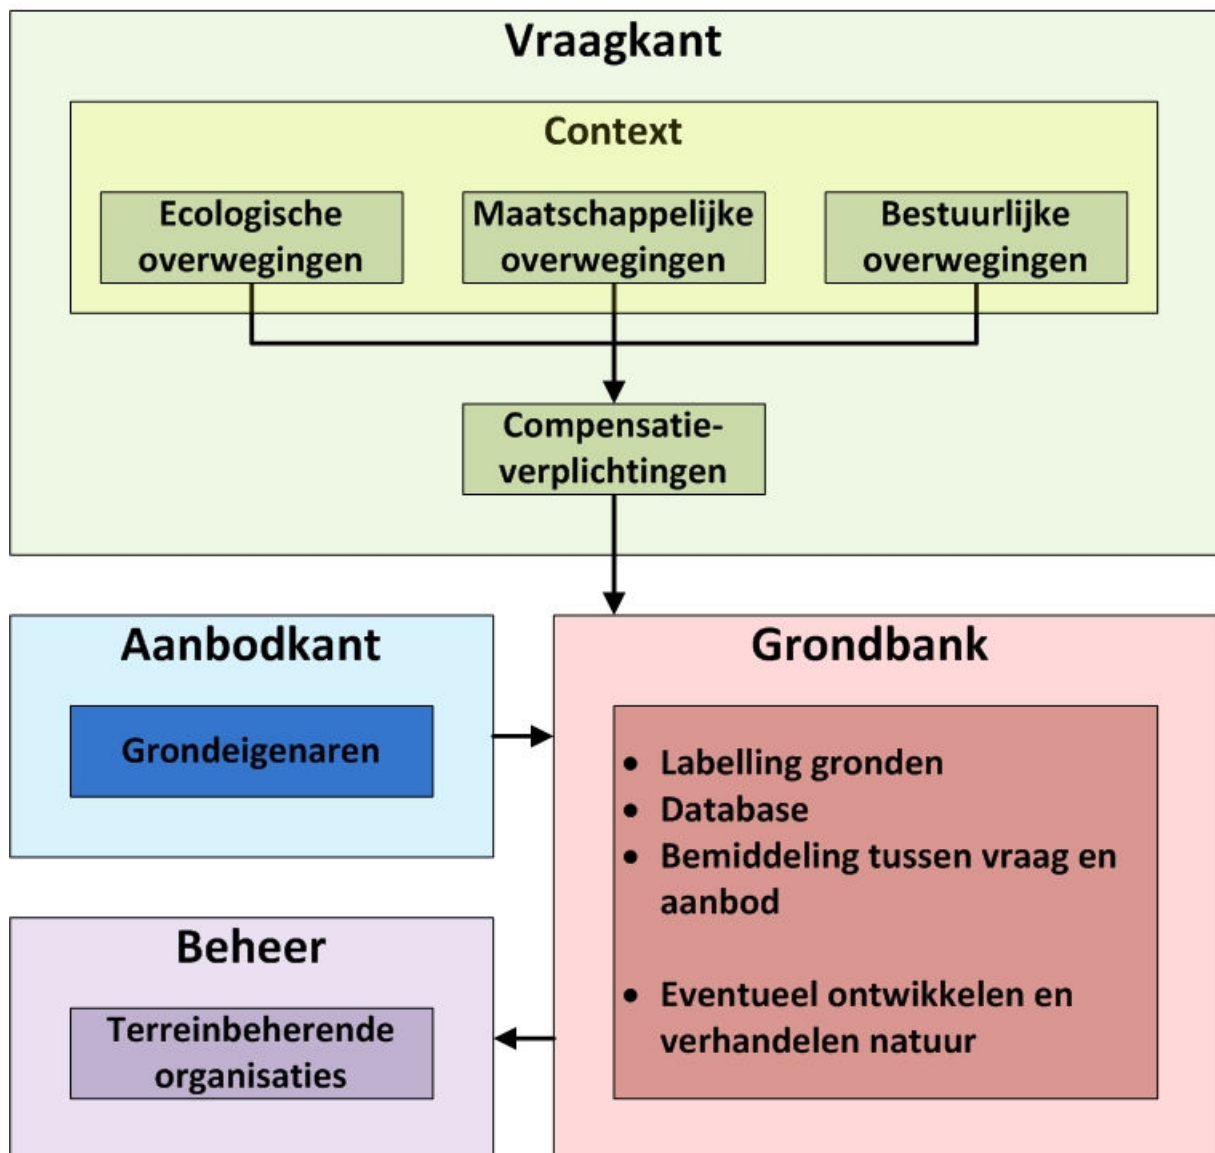 Vraagkant
Context
Ecologische
overwegingen
Maatschappelijke
overwegingen
Bestuurlijke
overwegingen
Compensatie-
verplichtingen
Aanbodkant
Grondeigenaren
Grondbank
• Labelling gronden
• Database
• Bemiddeling tussen vraag en
aanbod
• Eventueel ontwikkelen en
verhandelen natuur
Beheer
Terreinbeherende
organisaties